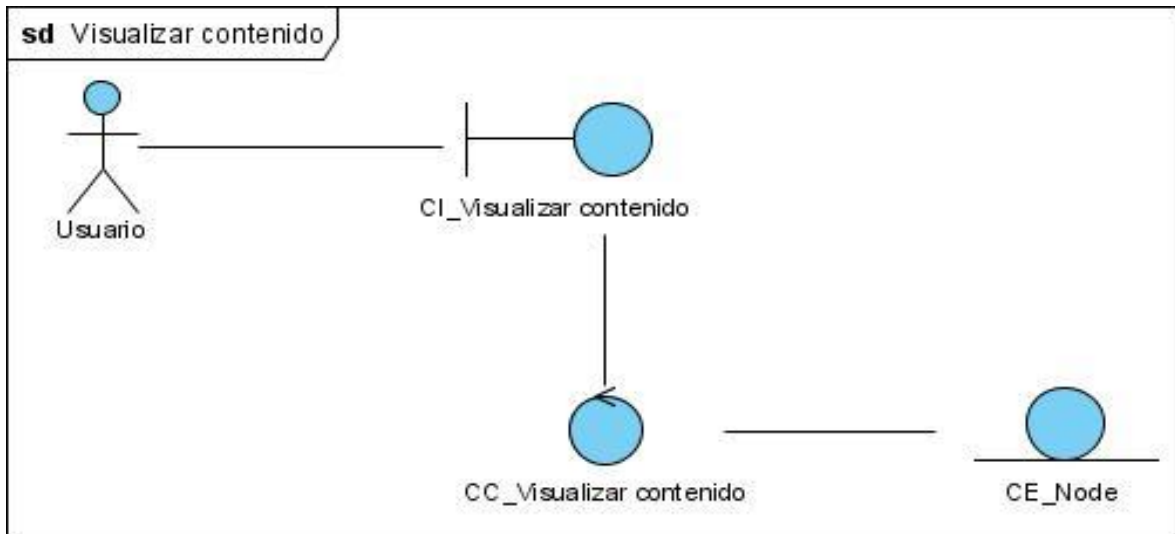 sd Visualizar contenido
Usuario
CI_Visualizar contenido
CC_Visualizar contenido
CE_Node